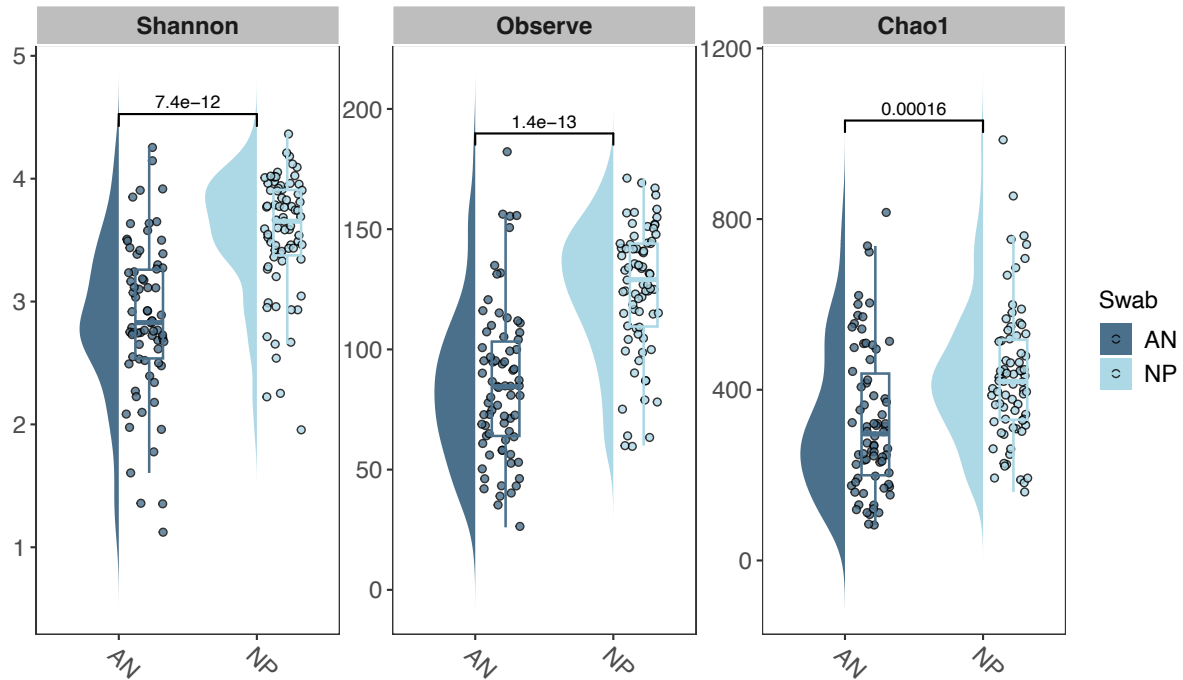 Shannon
Observe
Chao1
5
4
3
2
1
7.4e−12
AN
NP
200
150
100
50
0
1.4e−13
AN
NP
1200
800
400
0
0.00016
AN
NP
Swab
AN
NP